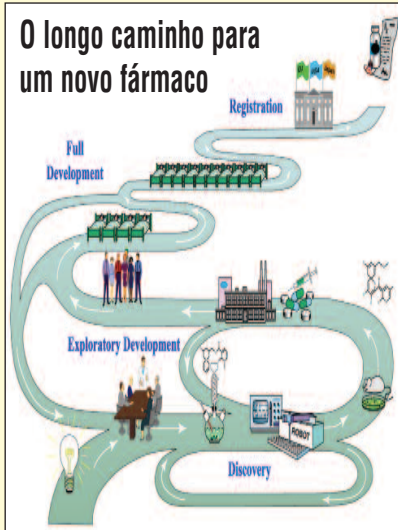 O longo caminho para
um novo fármaco
Registration
Full
Development
Exploratory Development
ROBOT
Discovery